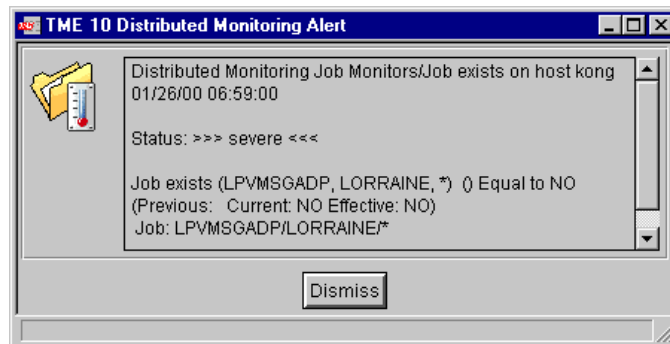 TME 10 Distributed Monitoring Alert
Distributed Monitoring Job Monitors/Job exists on host kong
01/26/00 06:59:00
Status: >>> severe <<<
Job exists (LPVMSGADP, LORRAINE, *) () Equal to NO
(Previous: Current: NO Effective: NO)
Job: LPVMSGADP/LORRAINE/*
Dismiss